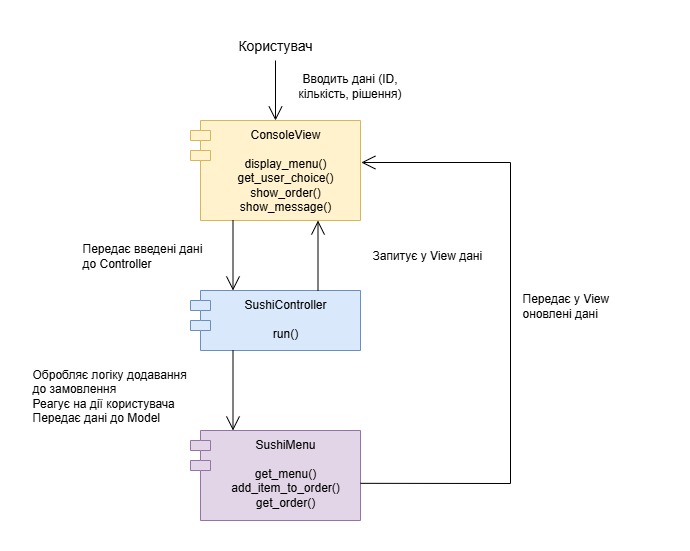 Користувач
Вводить дані (ID,
кількість, рішення)
ConsoleView
display_menu()
get_user_choice()
show_order()
show_message()
Передає введені дані
до Controller
Запитує у View дані
Передає у View
оновлені дані
SushiController
run()
Обробляє логіку додавання
до замовлення
Реагує на дії користувача
Передає дані до Model
SushiMenu
get_menu()
add_item_to_order()
get_order()